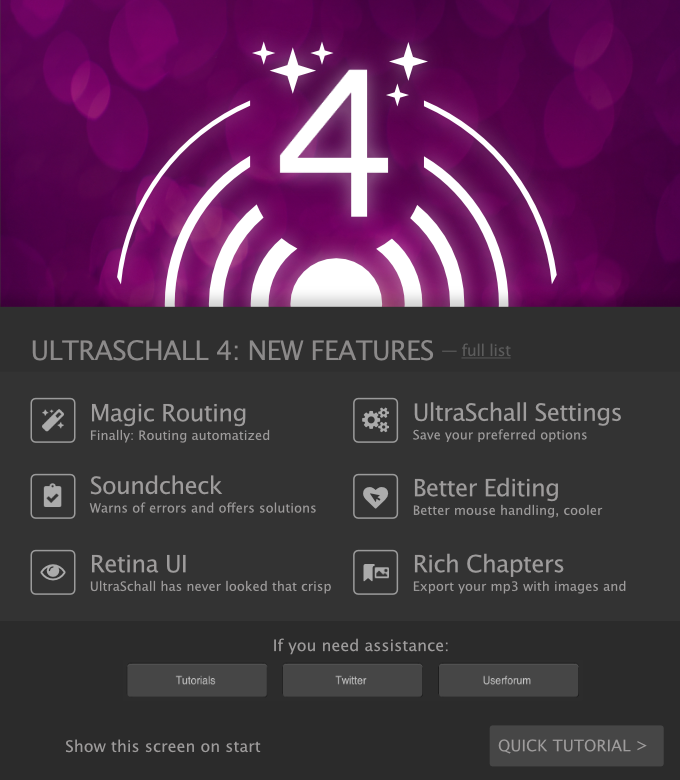 4
ULTRASCHALL 4: NEW FEATURES — full list
Magic Routing
Finally: Routing automatized
UltraSchall Settings
Save your preferred options
Soundcheck
Warns of errors and offers solutions
Better Editing
Better mouse handling, cooler
Retina UI
UltraSchall has never looked that crisp
Rich Chapters
Export your mp3 with images and
If you need assistance:
Tutorials
Twitter
Userforum
Show this screen on start
QUICK TUTORIAL >